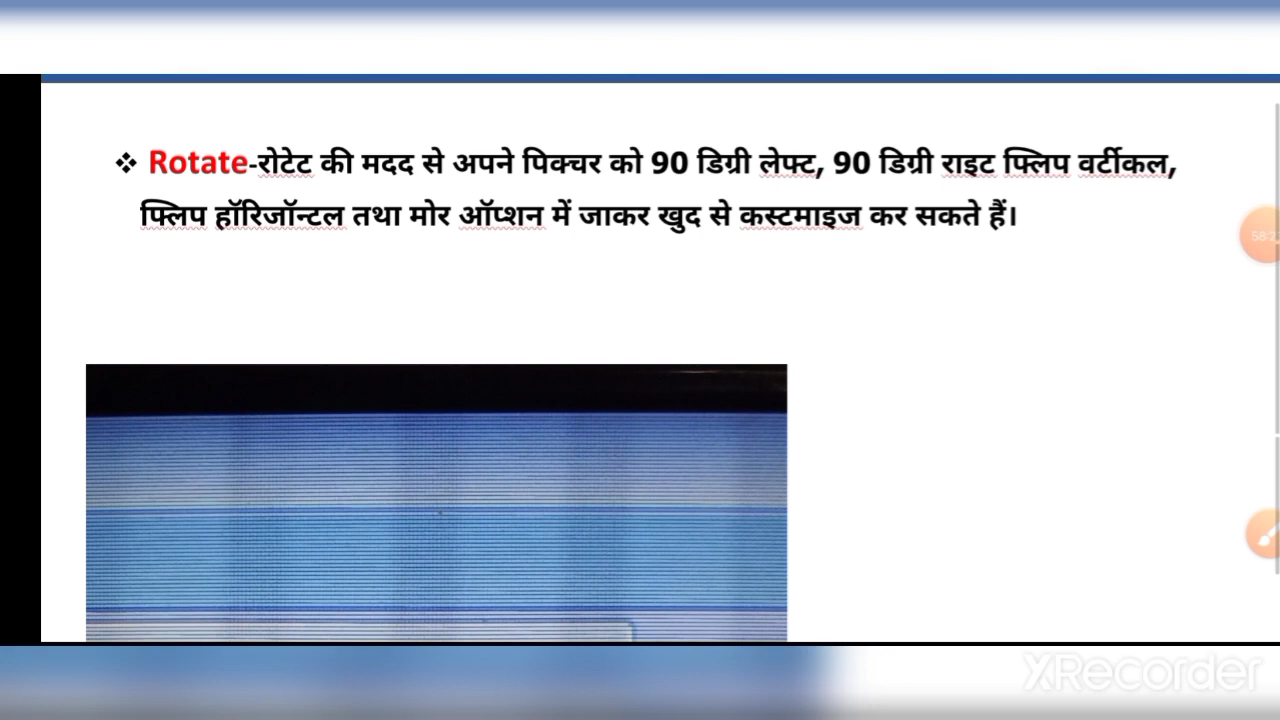 ❖ Rotate-रोटेट की मदद से अपने पिक्चर को 90 डिग्री लेफ्ट, 90 डिग्री राइट फ्लिप वर्टीकल,
फ्लिप हॉरिजॉन्टल तथा मोर ऑप्शन में जाकर खुद से कस्टमाइज कर सकते हैं।
XRecorder